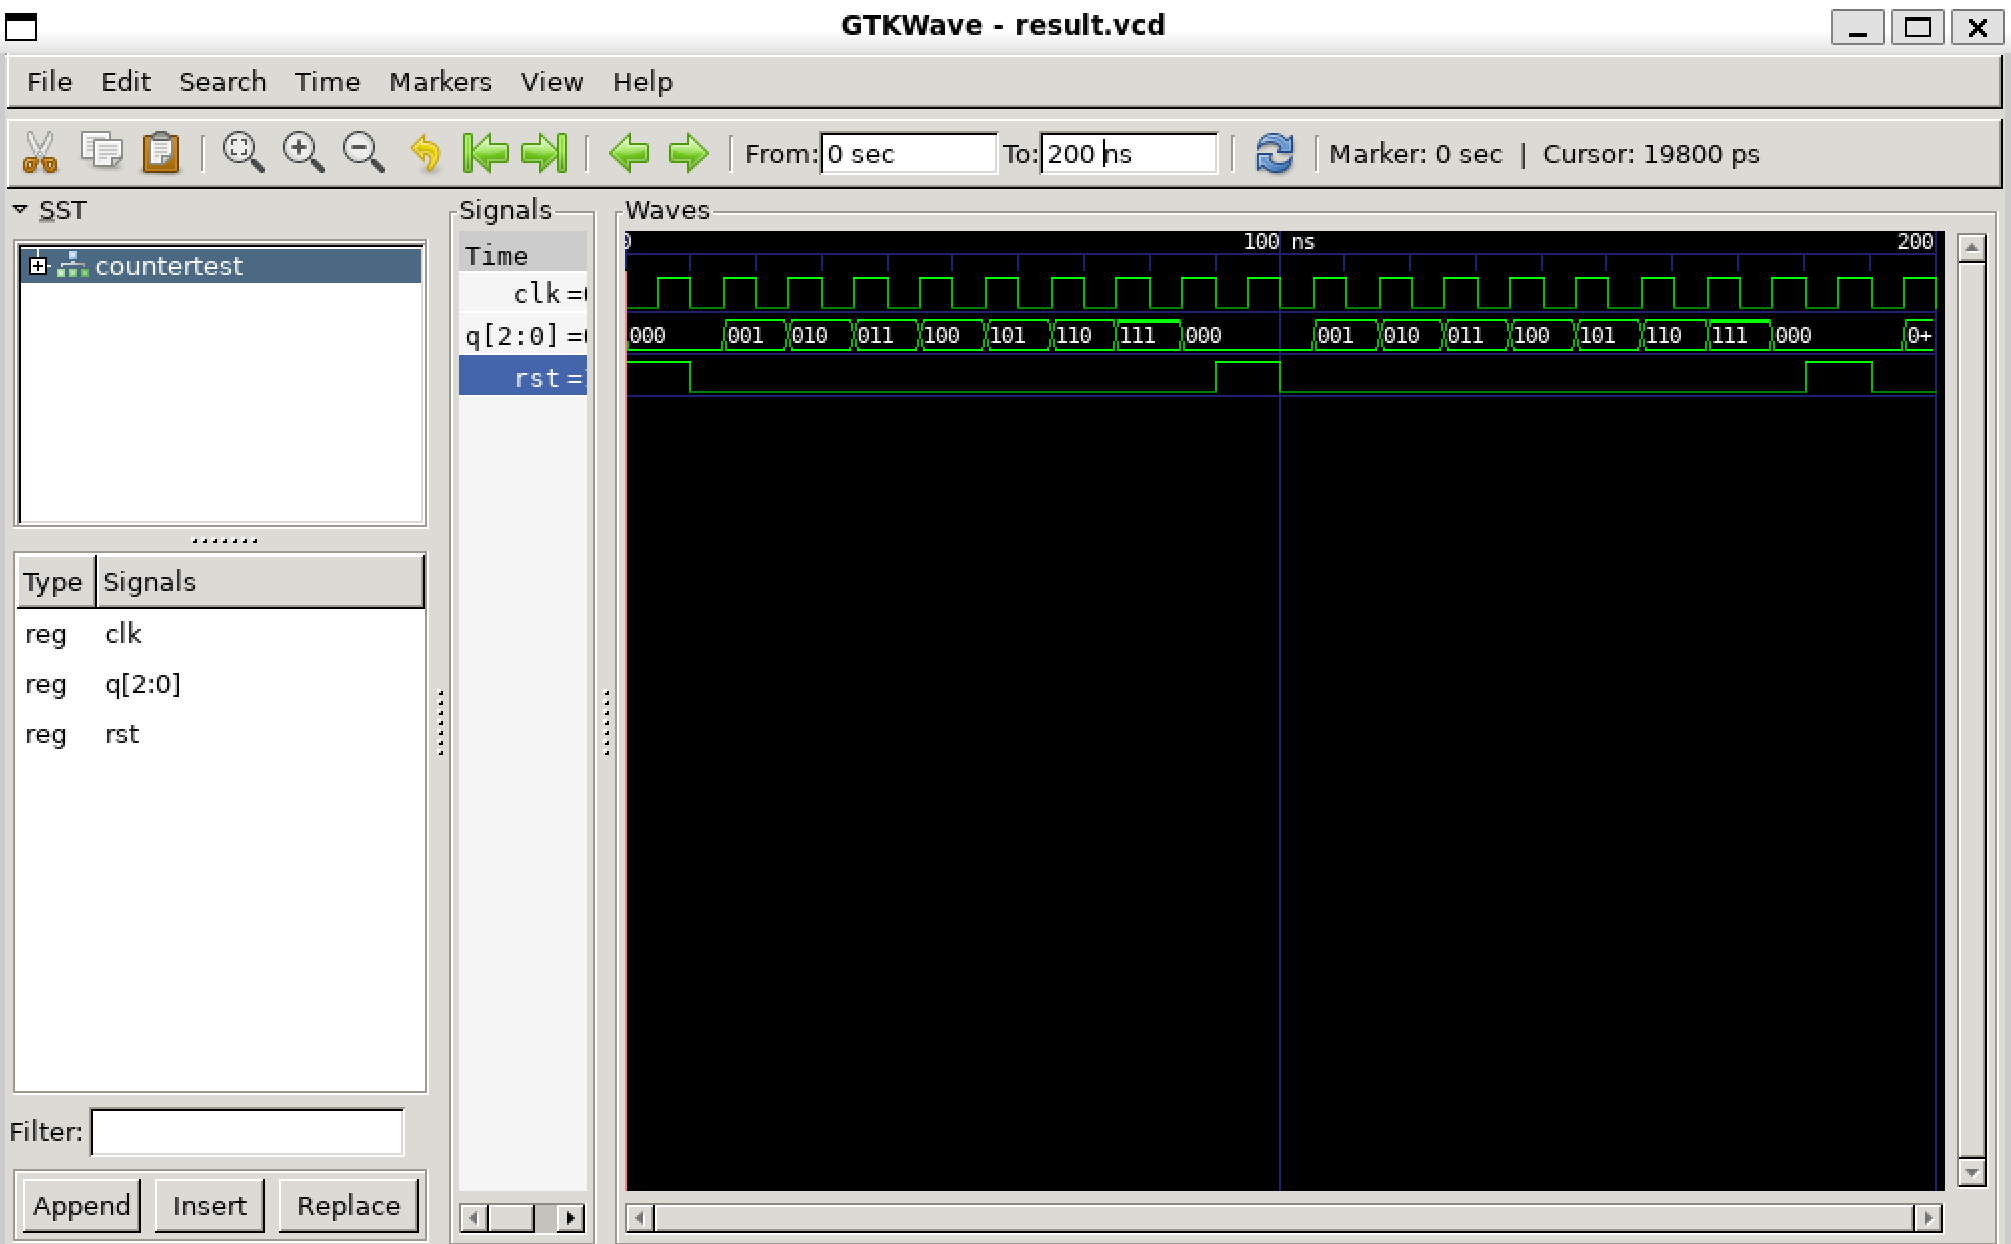 GTKWave - result.vcd
File Edit Search Time Markers View Help
From: 0 sec To: 200 ns Marker: 0 sec | Cursor: 19800 ps
SST
countertest
Type Signals
reg clk
reg q[2:0]
reg rst
Filter:
Append Insert Replace
Signals
Time
clk =
q[2:0] =
rst =
Waves
0 100 ns 200
000 001 010 011 100 101 110 111 000 001 010 011 100 101 110 111 000 0+